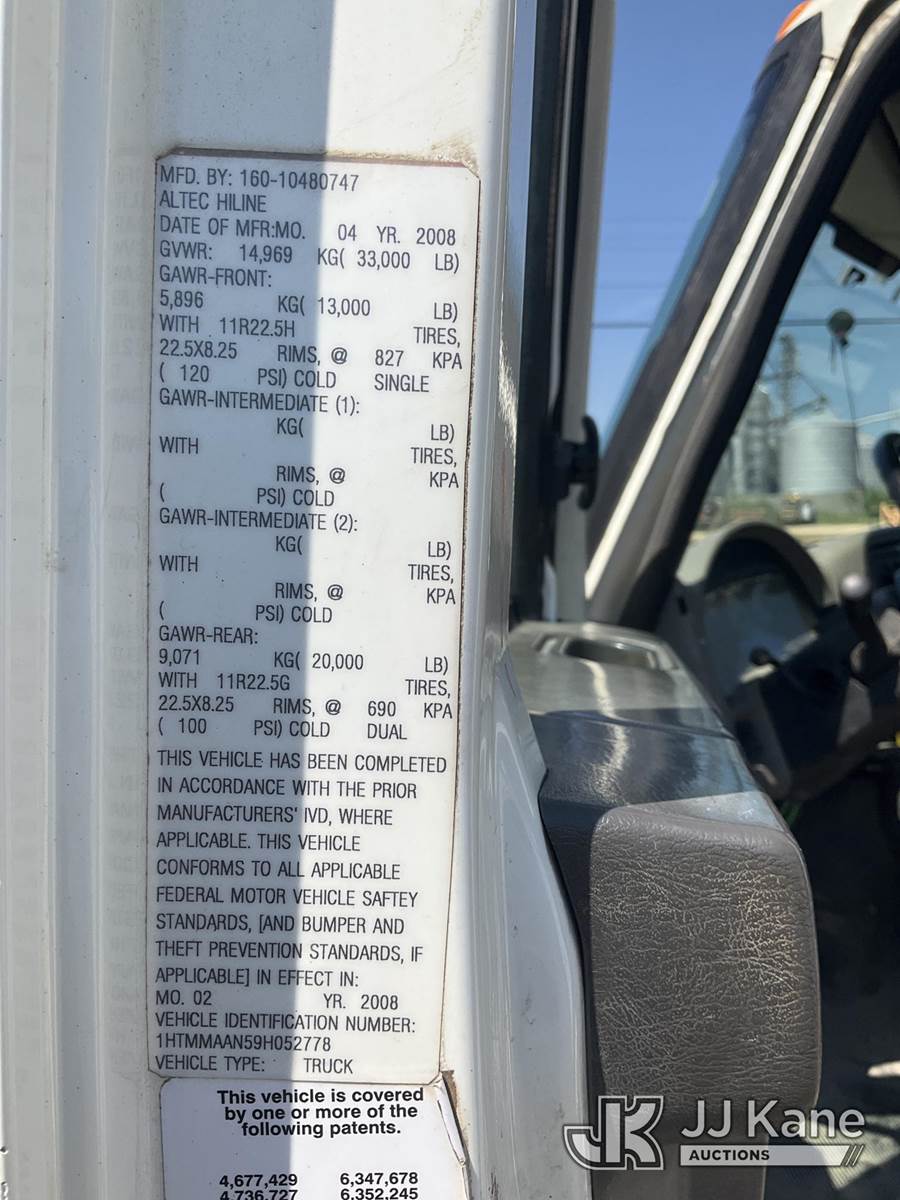 MFD. BY: 160-10480747
ALTEC HILINE
DATE OF MFR:MO. 04 YR. 2008
GVWR: 14,969 KG( 33,000 LB)
GAWR-FRONT:
5,896 KG( 13,000 LB)
WITH 11R22.5H TIRES,
22.5X8.25 RIMS, @ 827 KPA
( 120 PSI) COLD SINGLE
GAWR-INTERMEDIATE (1):
KG( LB)
WITH TIRES,
RIMS, @ KPA
( PSI) COLD
GAWR-INTERMEDIATE (2):
KG( LB)
WITH TIRES,
RIMS, @ KPA
( PSI) COLD
GAWR-REAR:
9,071 KG( 20,000 LB)
WITH 11R22.5G TIRES,
22.5X8.25 RIMS, @ 690 KPA
( 100 PSI) COLD DUAL
THIS VEHICLE HAS BEEN COMPLETED
IN ACCORDANCE WITH THE PRIOR
MANUFACTURERS' IVD, WHERE
APPLICABLE. THIS VEHICLE
CONFORMS TO ALL APPLICABLE
FEDERAL MOTOR VEHICLE SAFTEY
STANDARDS, [AND BUMPER AND
THEFT PREVENTION STANDARDS, IF
APPLICABLE] IN EFFECT IN:
MO. 02 YR. 2008
VEHICLE IDENTIFICATION NUMBER:
1HTMMAAN59H052778
VEHICLE TYPE: TRUCK
This vehicle is covered
by one or more of the
following patents.
4,677,429 6,347,678
4,736,727 6,352,245
JK JJ Kane
AUCTIONS